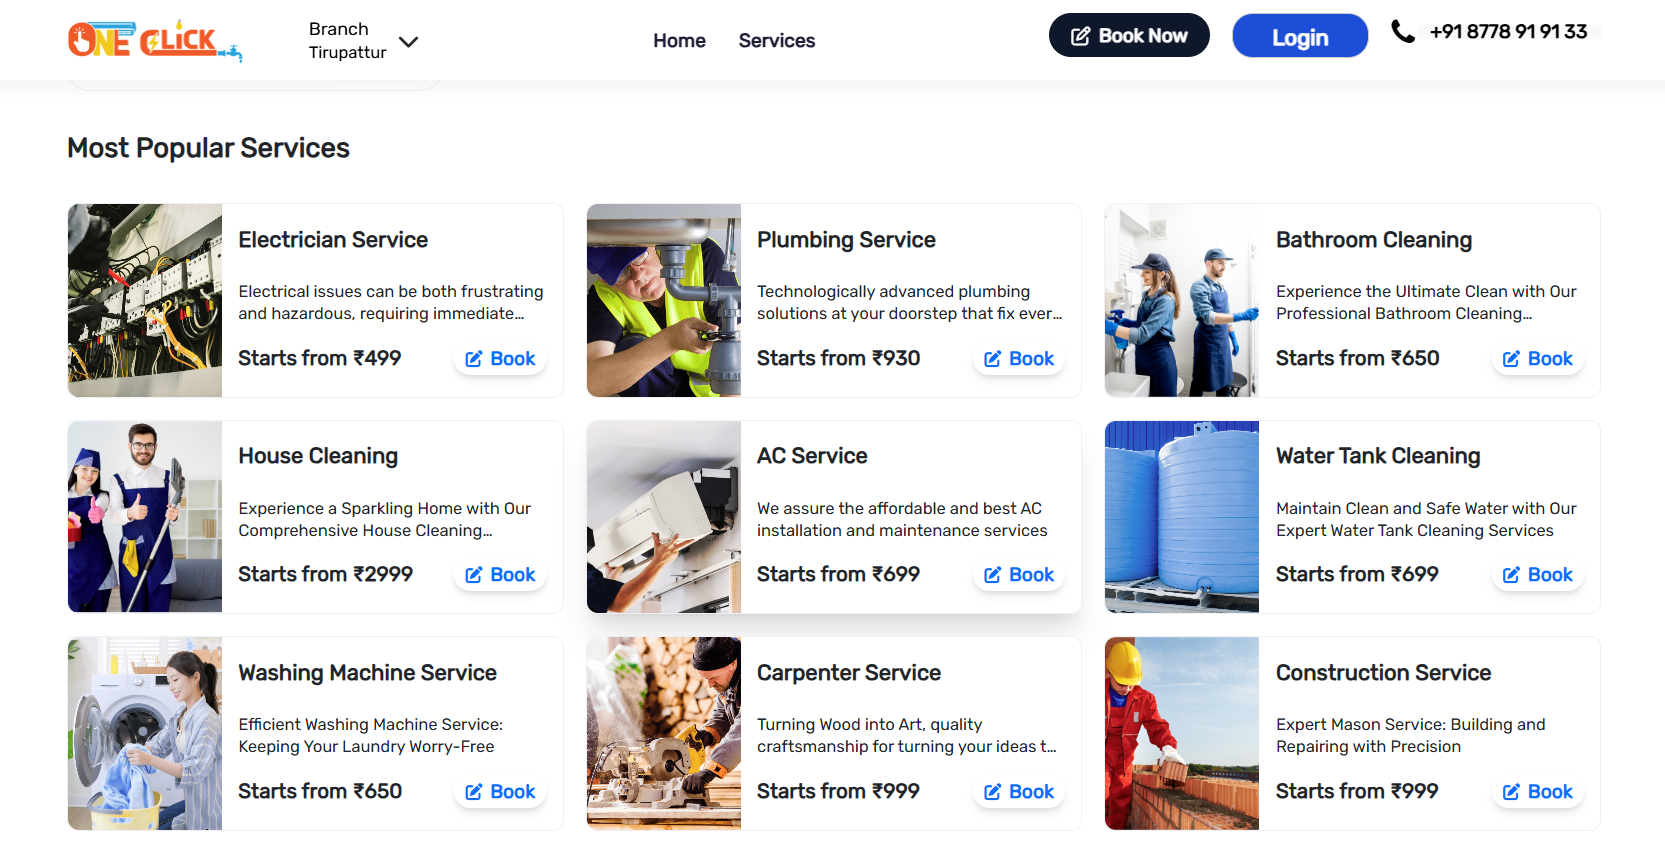 ONE CLICK
Branch
Tirupattur
Home
Services
Book Now
Login
+91 8778 91 91 33
Most Popular Services
Electrician Service
Electrical issues can be both frustrating
and hazardous, requiring immediate...
Starts from ₹499
Book
Plumbing Service
Technologically advanced plumbing
solutions at your doorstep that fix ever...
Starts from ₹930
Book
Bathroom Cleaning
Experience the Ultimate Clean with Our
Professional Bathroom Cleaning...
Starts from ₹650
Book
House Cleaning
Experience a Sparkling Home with Our
Comprehensive House Cleaning...
Starts from ₹2999
Book
AC Service
We assure the affordable and best AC
installation and maintenance services
Starts from ₹699
Book
Water Tank Cleaning
Maintain Clean and Safe Water with Our
Expert Water Tank Cleaning Services
Starts from ₹699
Book
Washing Machine Service
Efficient Washing Machine Service:
Keeping Your Laundry Worry-Free
Starts from ₹650
Book
Carpenter Service
Turning Wood into Art, quality
craftsmanship for turning your ideas t...
Starts from ₹999
Book
Construction Service
Expert Mason Service: Building and
Repairing with Precision
Starts from ₹999
Book